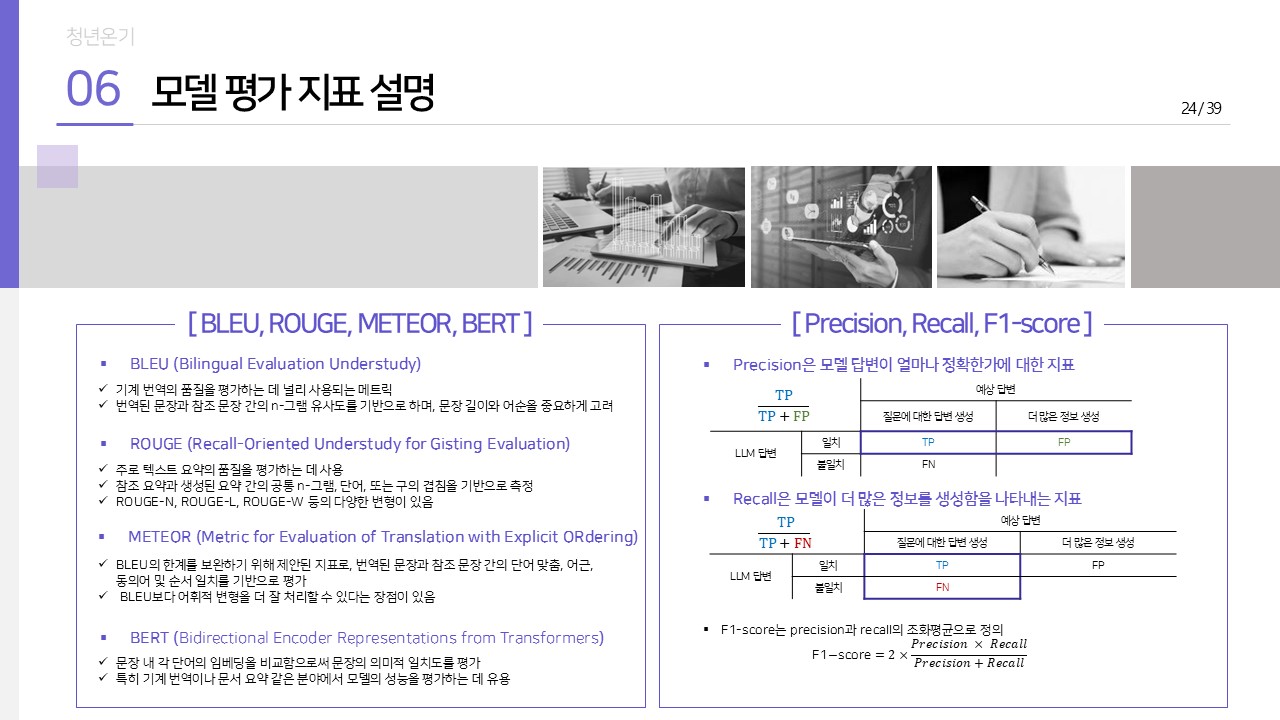 청년온기
06 모델 평가 지표 설명
24 / 39
[ BLEU, ROUGE, METEOR, BERT ]
▪ BLEU (Bilingual Evaluation Understudy)
✓ 기계 번역의 품질을 평가하는 데 널리 사용되는 메트릭
✓ 번역된 문장과 참조 문장 간의 n-그램 유사도를 기반으로 하며, 문장 길이와 어순을 중요하게 고려
▪ ROUGE (Recall-Oriented Understudy for Gisting Evaluation)
✓ 주로 텍스트 요약의 품질을 평가하는 데 사용
✓ 참조 요약과 생성된 요약 간의 공통 n-그램, 단어, 또는 구의 겹침을 기반으로 측정
✓ ROUGE-N, ROUGE-L, ROUGE-W 등의 다양한 변형이 있음
▪ METEOR (Metric for Evaluation of Translation with Explicit ORdering)
✓ BLEU의 한계를 보완하기 위해 제안된 지표로, 번역된 문장과 참조 문장 간의 단어 맞춤, 어근,
동의어 및 순서 일치를 기반으로 평가
✓ BLEU보다 어휘적 변형을 더 잘 처리할 수 있다는 장점이 있음
▪ BERT (Bidirectional Encoder Representations from Transformers)
✓ 문장 내 각 단어의 임베딩을 비교함으로써 문장의 의미적 일치도를 평가
✓ 특히 기계 번역이나 문서 요약 같은 분야에서 모델의 성능을 평가하는 데 유용
[ Precision, Recall, F1-score ]
▪ Precision은 모델 답변이 얼마나 정확한가에 대한 지표
TP
TP + FP
예상 답변
질문에 대한 답변 생성 더 많은 정보 생성
LLM 답변
일치 TP FP
불일치 FN
▪ Recall은 모델이 더 많은 정보를 생성함을 나타내는 지표
TP
TP + FN
예상 답변
질문에 대한 답변 생성 더 많은 정보 생성
LLM 답변
일치 TP FP
불일치 FN
▪ F1-score는 precision과 recall의 조화평균으로 정의
Precision × Recall
F1−score = 2 ×
Precision + Recall